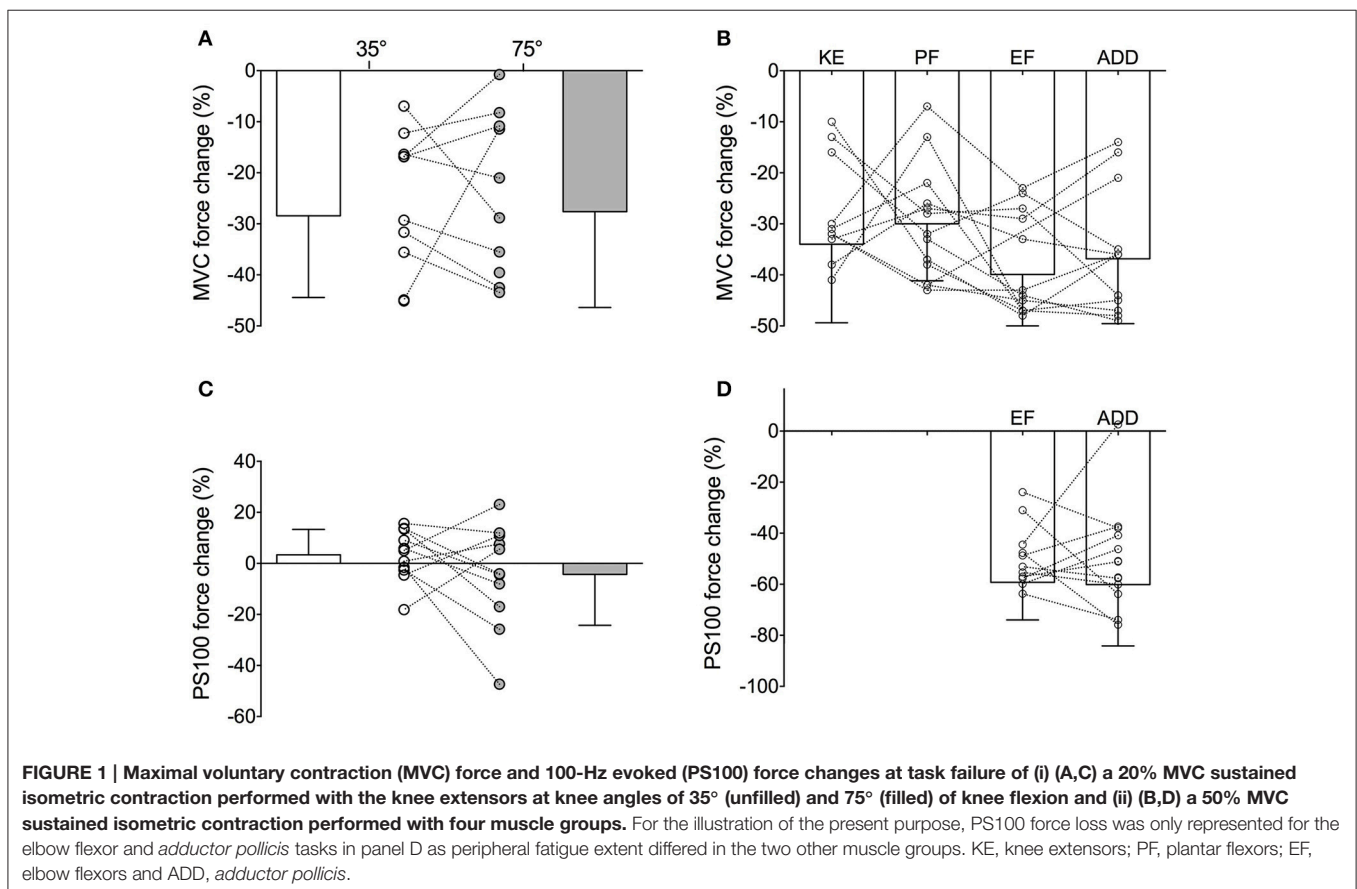 A
35°
75°
0
-10
-20
-30
-40
-50
MVC force change (%)
B
KE
PF
EF
ADD
0
-10
-20
-30
-40
-50
MVC force change (%)
C
40
20
0
-20
-40
-60
PS100 force change (%)
D
EF
ADD
0
-20
-40
-60
-80
-100
PS100 force change (%)
FIGURE 1 | Maximal voluntary contraction (MVC) force and 100-Hz evoked (PS100) force changes at task failure of (i) (A,C) a 20% MVC sustained
isometric contraction performed with the knee extensors at knee angles of 35° (unfilled) and 75° (filled) of knee flexion and (ii) (B,D) a 50% MVC
sustained isometric contraction performed with four muscle groups. For the illustration of the present purpose, PS100 force loss was only represented for the
elbow flexor and adductor pollicis tasks in panel D as peripheral fatigue extent differed in the two other muscle groups. KE, knee extensors; PF, plantar flexors; EF,
elbow flexors and ADD, adductor pollicis.